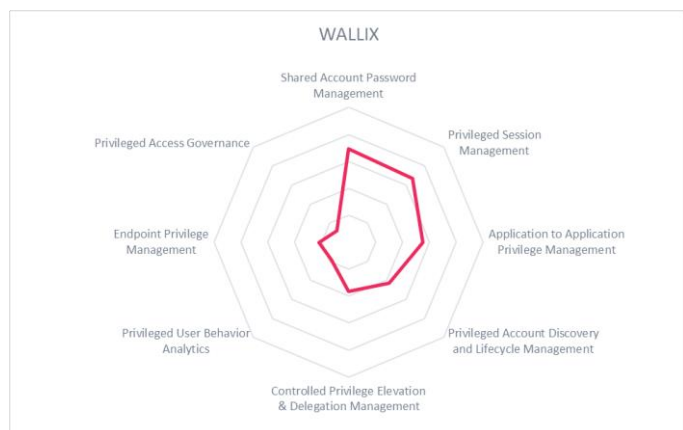 WALLIX
Shared Account Password
Management
Privileged Access Governance
Privileged Session
Management
Endpoint Privilege
Management
Application to Application
Privilege Management
Privileged User Behavior
Analytics
Privileged Account Discovery
and Lifecycle Management
Controlled Privilege Elevation
& Delegation Management